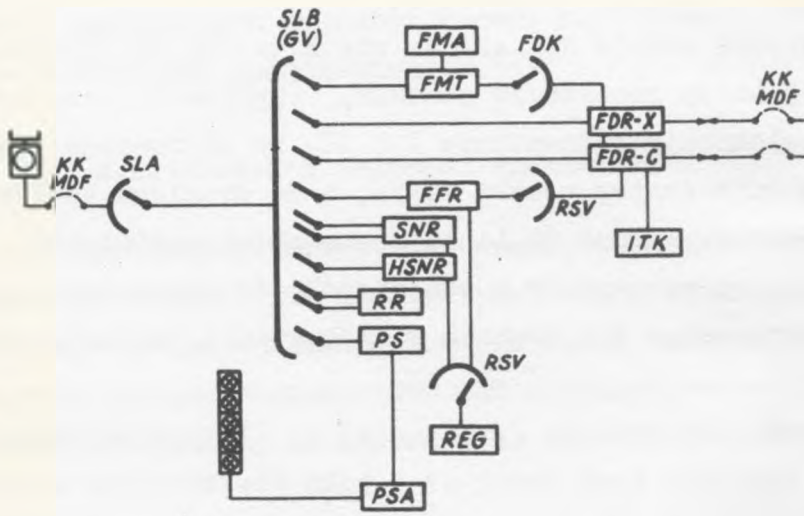 SLB
(GV)
FMA
FDK
FMT
KK
MDF
FDR-X
FDR-C
KK
MDF
SLA
FFR
RSV
SNR
ITK
HSNR
RR
PS
RSV
REG
PSA